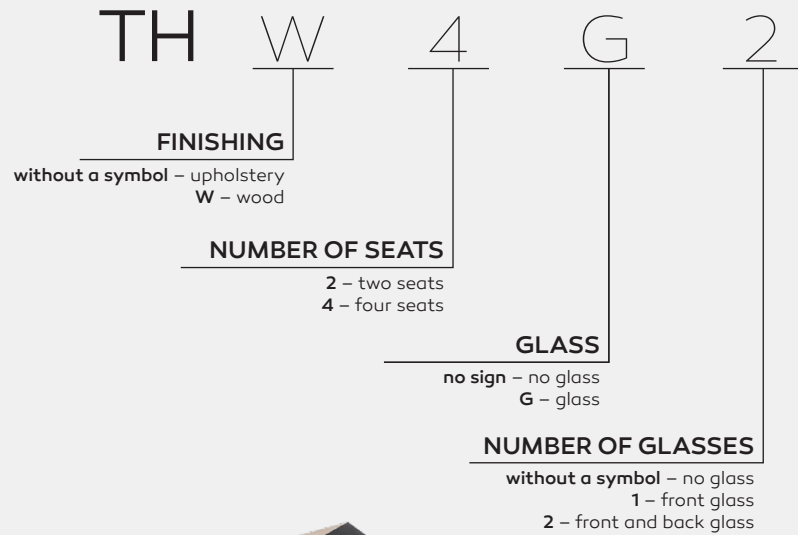 TH W 4 G 2
FINISHING
without a symbol – upholstery
W – wood
NUMBER OF SEATS
2 – two seats
4 – four seats
GLASS
no sign – no glass
G – glass
NUMBER OF GLASSES
without a symbol – no glass
1 – front glass
2 – front and back glass